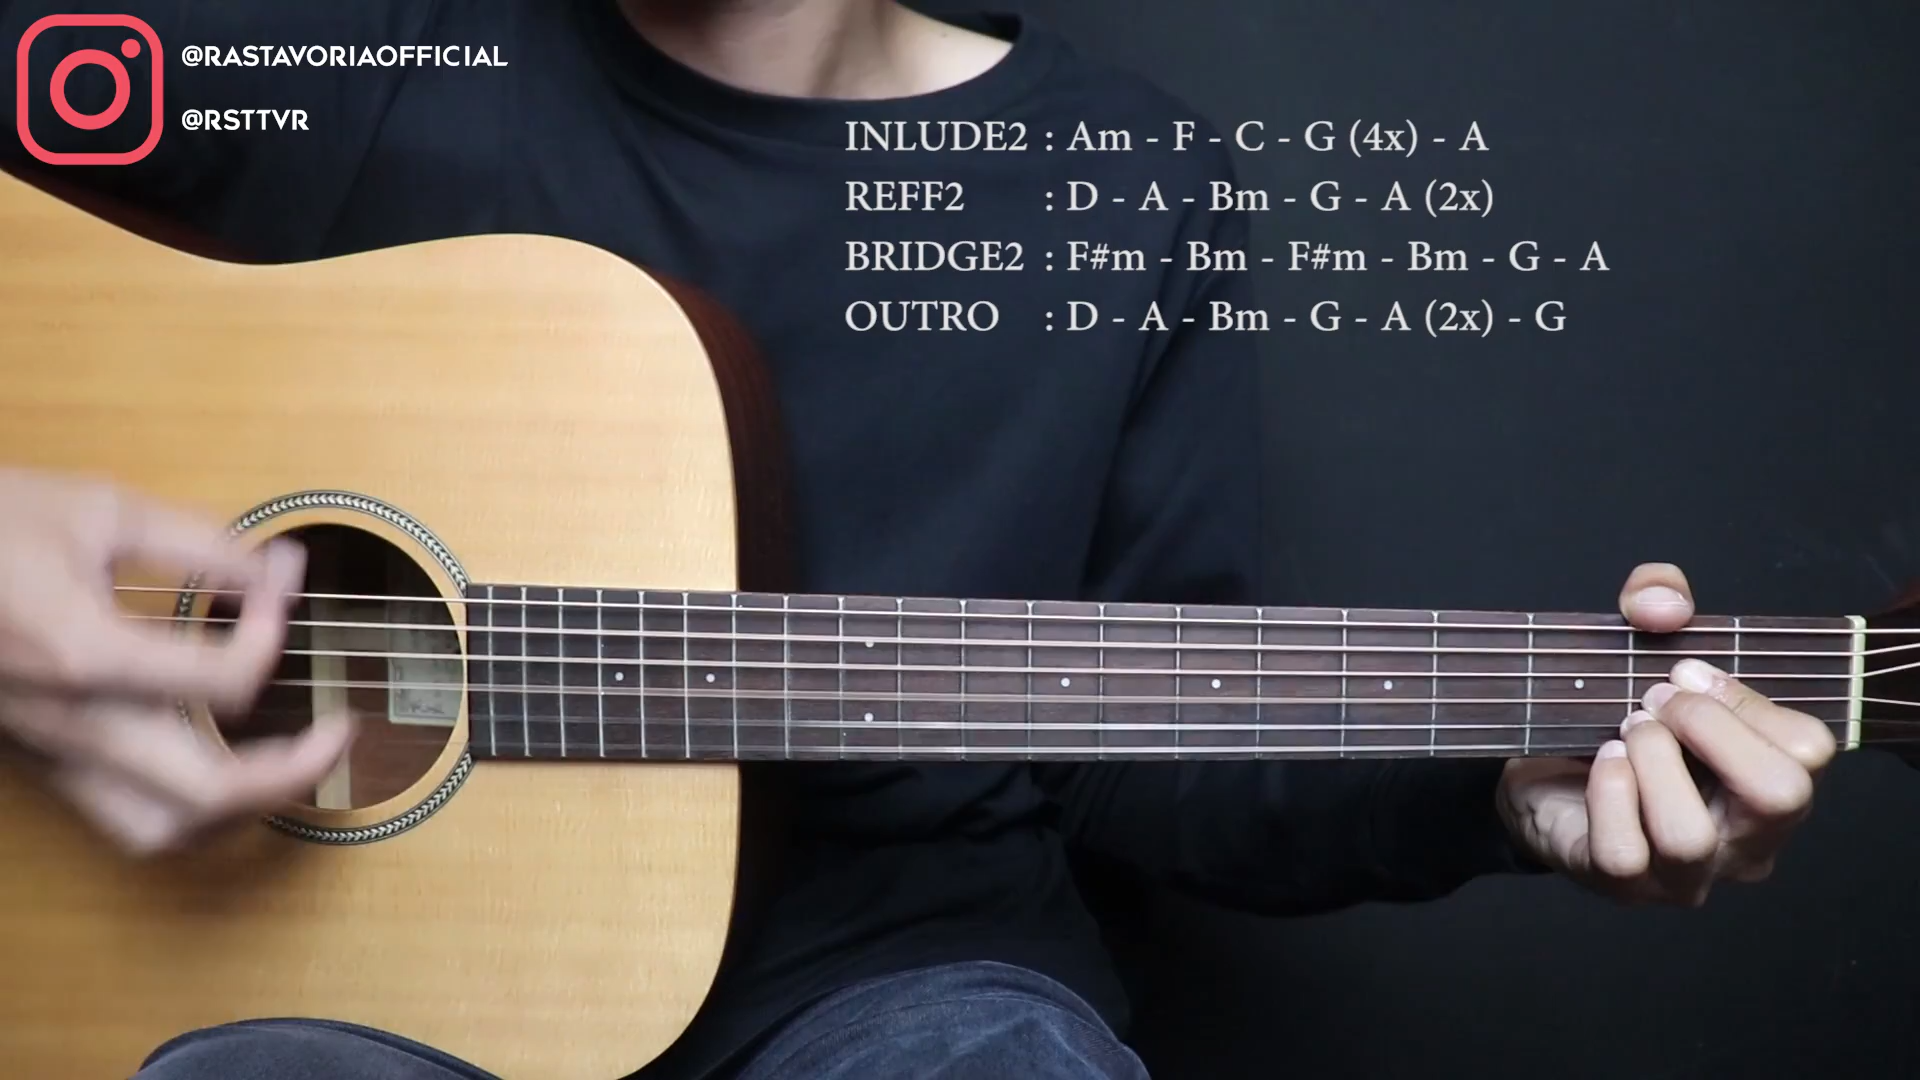 @RASTAVORIAOFFICIAL
@RSTTVR
INLUDE2 : Am - F - C - G (4x) - A
REFF2 : D - A - Bm - G - A (2x)
BRIDGE2 : F#m - Bm - F#m - Bm - G - A
OUTRO : D - A - Bm - G - A (2x) - G